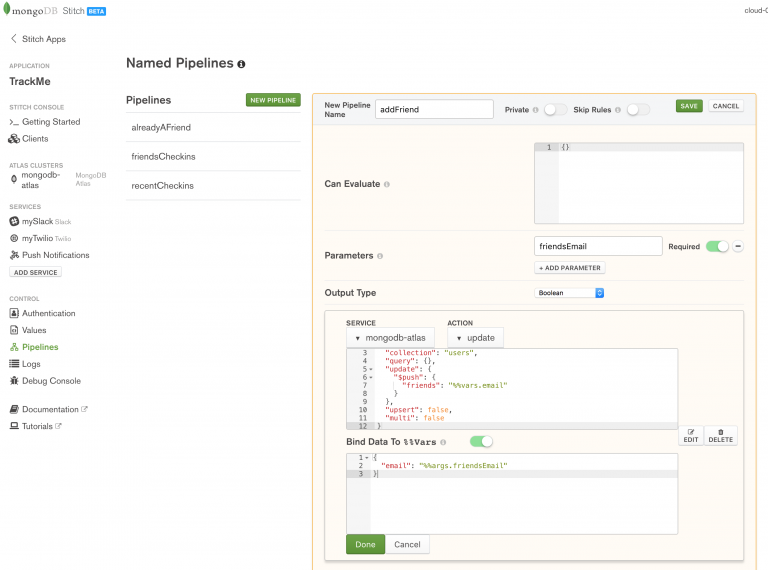 mongoDB Stitch BETA
cloud-
Stitch Apps
APPLICATION
TrackMe
STITCH CONSOLE
Getting Started
Clients
ATLAS CLUSTERS
mongodb-
atlas
MongoDB
Atlas
SERVICES
mySlack Slack
myTwilio Twilio
Push Notifications
ADD SERVICE
CONTROL
Authentication
Values
Pipelines
Logs
Debug Console
Documentation
Tutorials
Named Pipelines
Pipelines
NEW PIPELINE
alreadyAFriend
friendsCheckins
recentCheckins
New Pipeline
Name
addFriend
Private
Skip Rules
SAVE
CANCEL
Can Evaluate
1 {}
Parameters
friendsEmail
Required
+ ADD PARAMETER
Output Type
Boolean
SERVICE
ACTION
mongodb-atlas
update
3 "collection": "users",
4 "query": {},
5 "update": {
6 "$push": {
7 "friends": "%%vars.email"
8 }
9 },
10 "upsert": false,
11 "multi": false
12 }
EDIT
DELETE
Bind Data To %%Vars
1 {
2 "email": "%%args.friendsEmail"
3 }
Done
Cancel